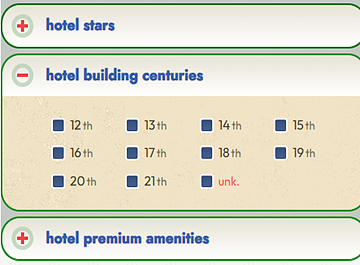 hotel stars
hotel building centuries
12 th 13 th 14 th 15 th
16 th 17 th 18 th 19 th
20 th 21 th unk.
hotel premium amenities